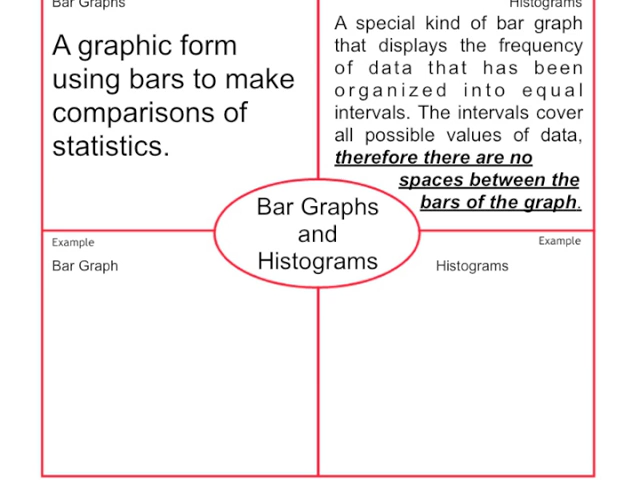 Bar Graphs
A graphic form
using bars to make
comparisons of
statistics.
Histograms
A special kind of bar graph
that displays the frequency
of data that has been
organized into equal
intervals. The intervals cover
all possible values of data,
therefore there are no
spaces between the
bars of the graph.
Bar Graphs
and
Histograms
Example
Bar Graph
Example
Histograms